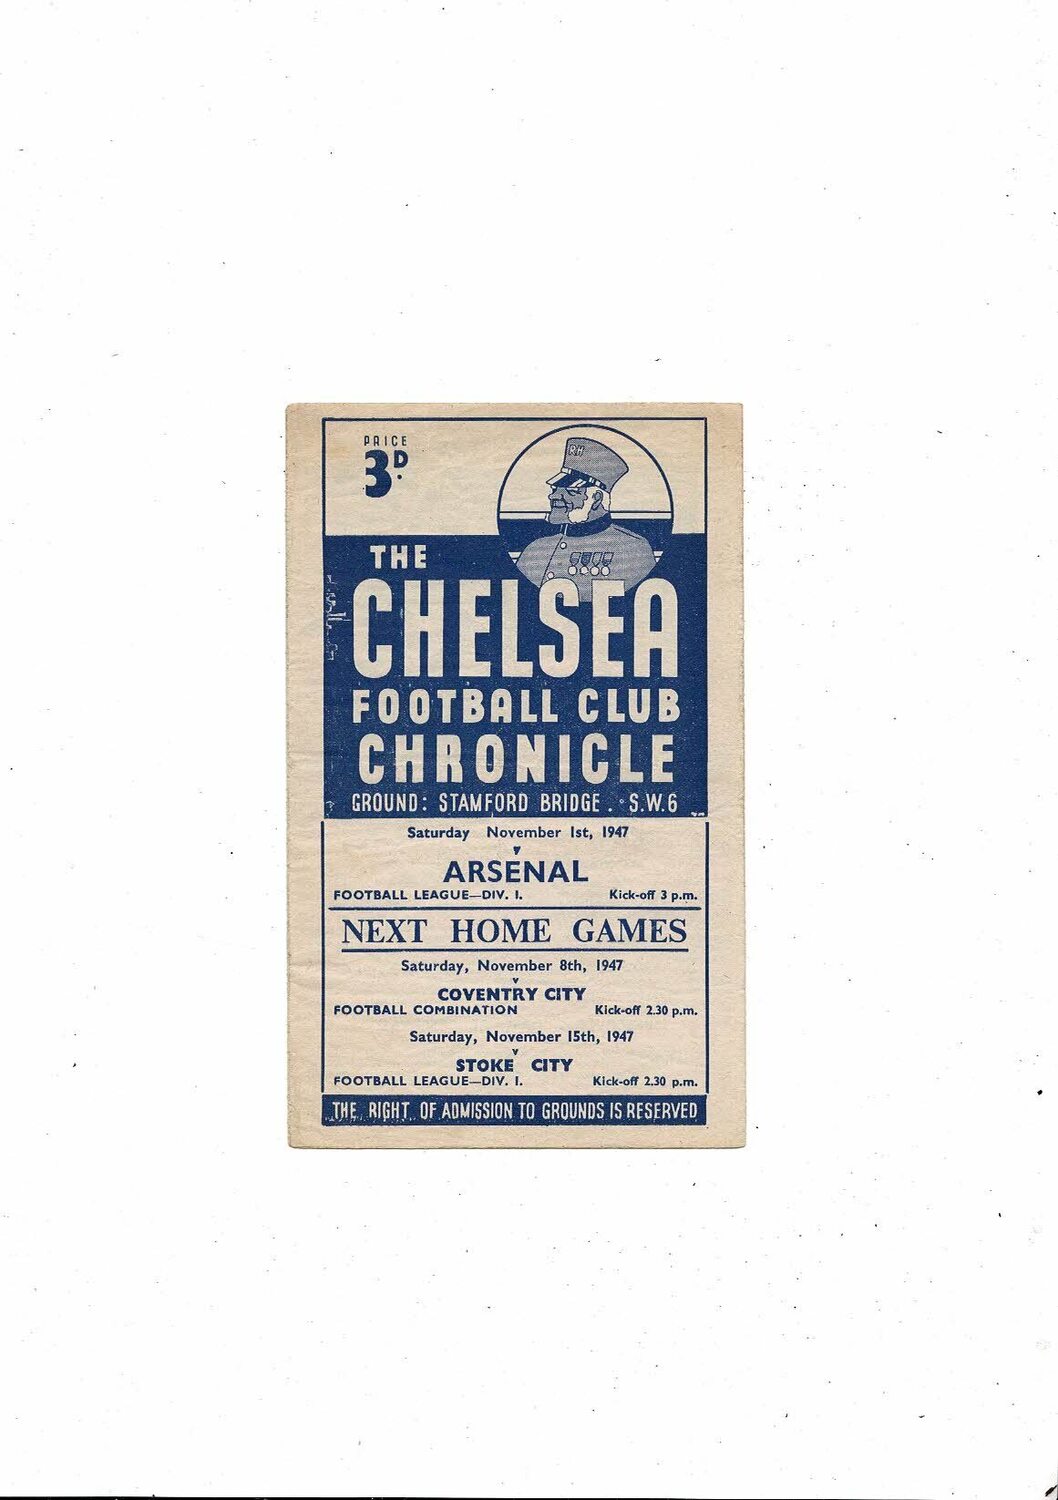 PRICE
3D.
RH
THE
CHELSEA
FOOTBALL CLUB
CHRONICLE
GROUND: STAMFORD BRIDGE. S.W.6
Saturday November 1st, 1947
v
ARSENAL
FOOTBALL LEAGUE—DIV. I. Kick-off 3 p.m.
NEXT HOME GAMES
Saturday, November 8th, 1947
v
COVENTRY CITY
FOOTBALL COMBINATION Kick-off 2.30 p.m.
Saturday, November 15th, 1947
v
STOKE CITY
FOOTBALL LEAGUE—DIV. I. Kick-off 2.30 p.m.
THE RIGHT OF ADMISSION TO GROUNDS IS RESERVED